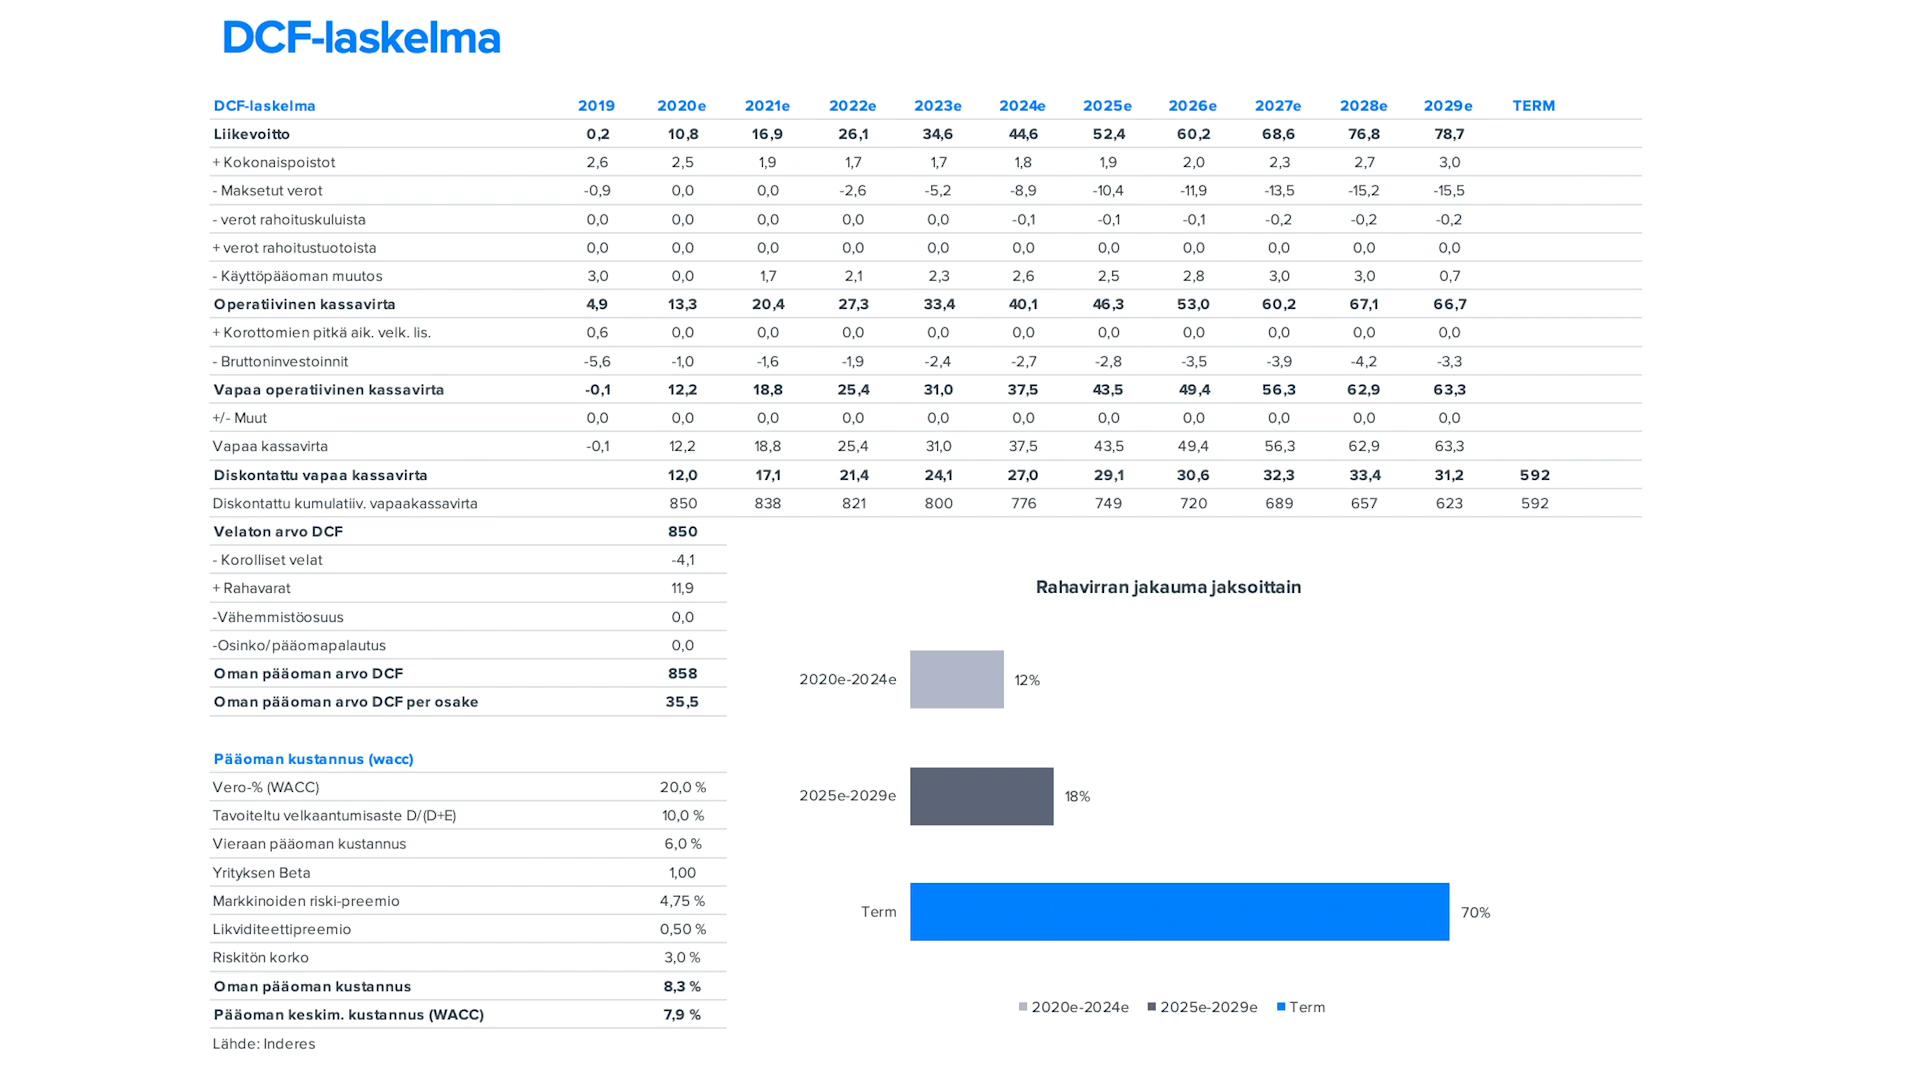 DCF-laskelma
DCF-laskelma 2019 2020e 2021e 2022e 2023e 2024e 2025e 2026e 2027e 2028e 2029e TERM
Liikevoitto 0,2 10,8 16,9 26,1 34,6 44,6 52,4 60,2 68,6 76,8 78,7
+ Kokonaispoistot 2,6 2,5 1,9 1,7 1,7 1,8 1,9 2,0 2,3 2,7 3,0
- Maksetut verot -0,9 0,0 0,0 -2,6 -5,2 -8,9 -10,4 -11,9 -13,5 -15,2 -15,5
- verot rahoituskuluista 0,0 0,0 0,0 0,0 0,0 -0,1 -0,1 -0,1 -0,2 -0,2 -0,2
+ verot rahoitustuotoista 0,0 0,0 0,0 0,0 0,0 0,0 0,0 0,0 0,0 0,0 0,0
- Käyttöpääoman muutos 3,0 0,0 1,7 2,1 2,3 2,6 2,5 2,8 3,0 3,0 0,7
Operatiivinen kassavirta 4,9 13,3 20,4 27,3 33,4 40,1 46,3 53,0 60,2 67,1 66,7
+ Korottomien pitkä aik. velk. lis. 0,6 0,0 0,0 0,0 0,0 0,0 0,0 0,0 0,0 0,0 0,0
- Bruttoninvestoinnit -5,6 -1,0 -1,6 -1,9 -2,4 -2,7 -2,8 -3,5 -3,9 -4,2 -3,3
Vapaa operatiivinen kassavirta -0,1 12,2 18,8 25,4 31,0 37,5 43,5 49,4 56,3 62,9 63,3
+/- Muut 0,0 0,0 0,0 0,0 0,0 0,0 0,0 0,0 0,0 0,0 0,0
Vapaa kassavirta -0,1 12,2 18,8 25,4 31,0 37,5 43,5 49,4 56,3 62,9 63,3
Diskontattu vapaa kassavirta 12,0 17,1 21,4 24,1 27,0 29,1 30,6 32,3 33,4 31,2 592
Diskontattu kumulatiiv. vapaakassavirta 850 838 821 800 776 749 720 689 657 623 592
Velaton arvo DCF 850
- Korolliset velat -4,1
+ Rahavarat 11,9
-Vähemmistöosuus 0,0
-Osinko/pääomapalautus 0,0
Oman pääoman arvo DCF 858
Oman pääoman arvo DCF per osake 35,5
Pääoman kustannus (wacc)
Vero-% (WACC) 20,0 %
Tavoiteltu velkaantumisaste D/(D+E) 10,0 %
Vieraan pääoman kustannus 6,0 %
Yrityksen Beta 1,00
Markkinoiden riski-preemio 4,75 %
Likviditeettipreemio 0,50 %
Riskitön korko 3,0 %
Oman pääoman kustannus 8,3 %
Pääoman keskim. kustannus (WACC) 7,9 %
Lähde: Inderes
Rahavirran jakauma jaksoittain
2020e-2024e 12%
2025e-2029e 18%
Term 70%
2020e-2024e 2025e-2029e Term